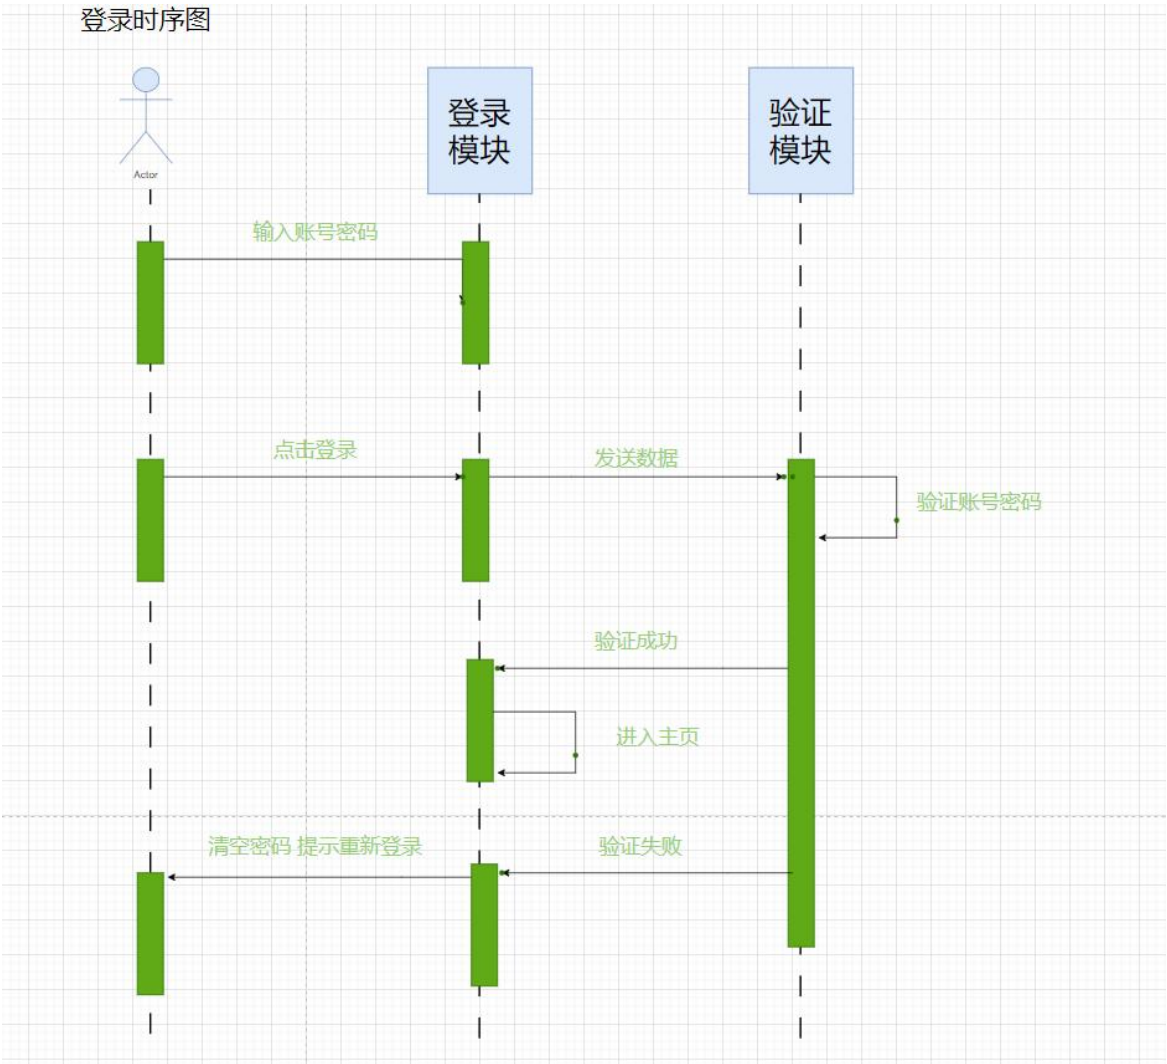 登录时序图
登录
模块
验证
模块
Actor
输入账号密码
点击登录
发送数据
验证账号密码
验证成功
进入主页
清空密码 提示重新登录
验证失败